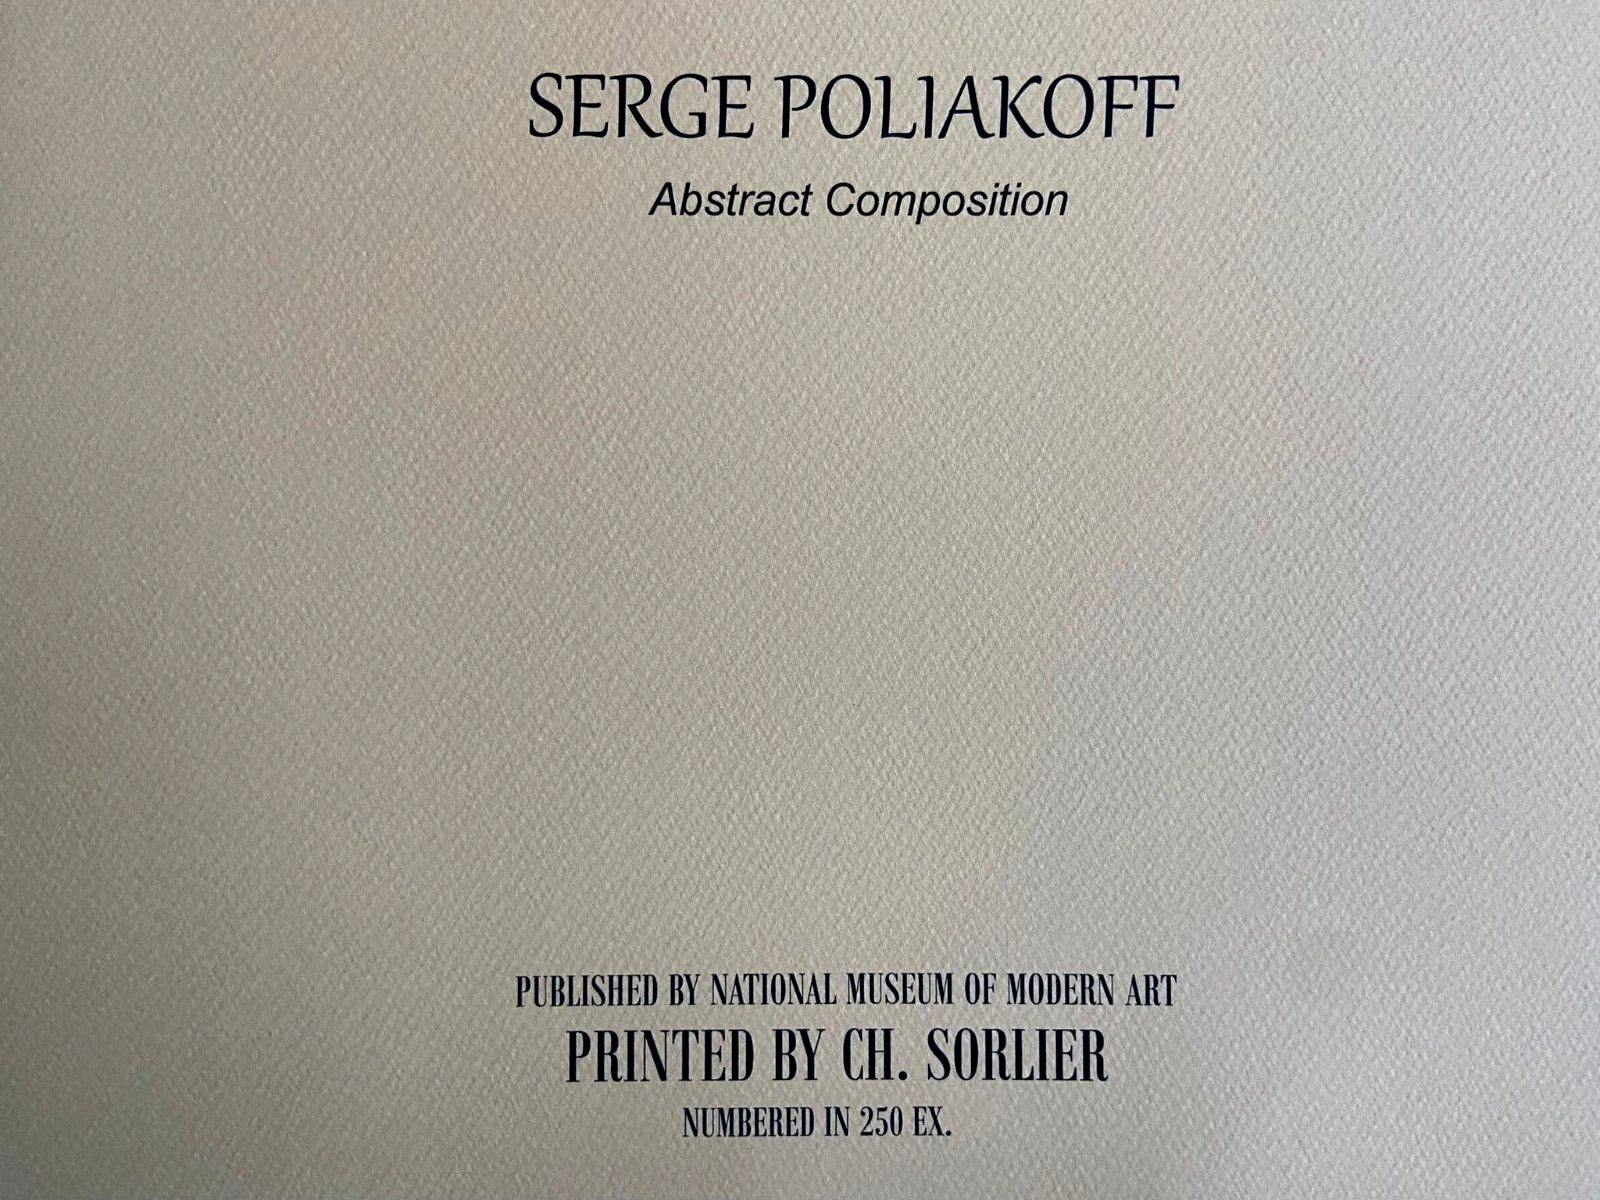 SERGE POLIAKOFF
Abstract Composition
PUBLISHED BY NATIONAL MUSEUM OF MODERN ART
PRINTED BY CH. SORLIER
NUMBERED IN 250 EX.